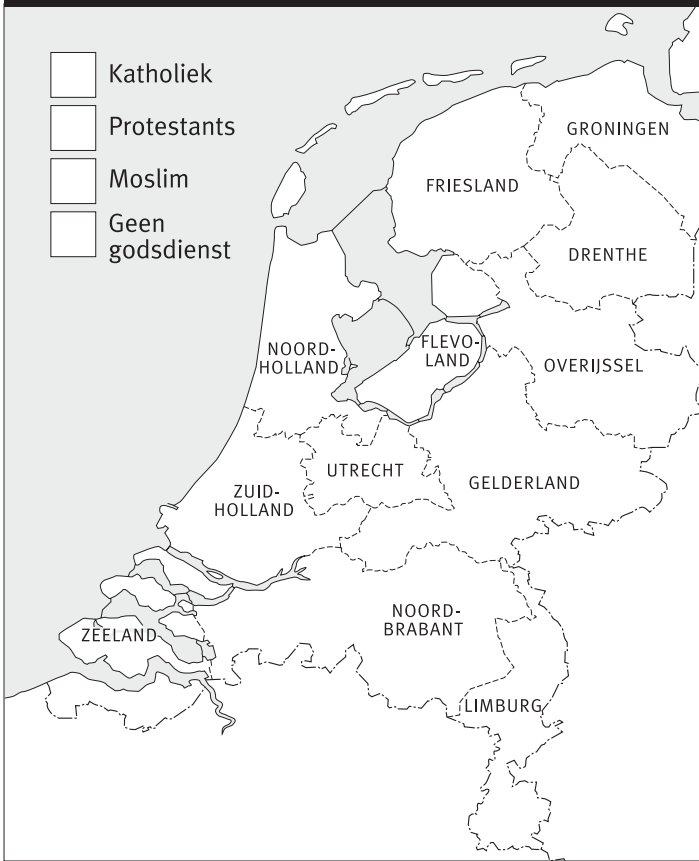 Katholiek
Protestants
Moslim
Geen
godsdienst
GRONINGEN
FRIESLAND
DRENTHE
NOORD-
HOLLAND
FLEVO-
LAND
OVERIJSSEL
UTRECHT
GELDERLAND
ZUID-
HOLLAND
NOORD-
BRABANT
ZEELAND
LIMBURG